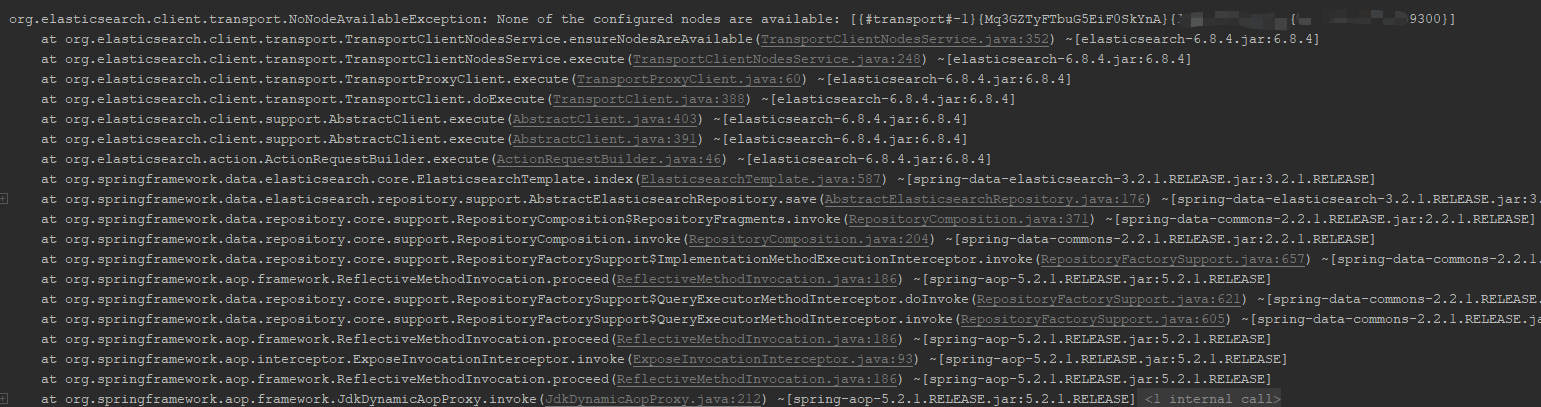 org.elasticsearch.client.transport.NoNodeAvailableException: None of the configured nodes are available: [{#transport#-1}{Mq3GZTyFTbuG5EiF0SkYnA}{ { 9300}]
at org.elasticsearch.client.transport.TransportClientNodesService.ensureNodesAreAvailable(TransportClientNodesService.java:352) ~[elasticsearch-6.8.4.jar:6.8.4]
at org.elasticsearch.client.transport.TransportClientNodesService.execute(TransportClientNodesService.java:248) ~[elasticsearch-6.8.4.jar:6.8.4]
at org.elasticsearch.client.transport.TransportProxyClient.execute(TransportProxyClient.java:60) ~[elasticsearch-6.8.4.jar:6.8.4]
at org.elasticsearch.client.transport.TransportClient.doExecute(TransportClient.java:388) ~[elasticsearch-6.8.4.jar:6.8.4]
at org.elasticsearch.client.support.AbstractClient.execute(AbstractClient.java:403) ~[elasticsearch-6.8.4.jar:6.8.4]
at org.elasticsearch.client.support.AbstractClient.execute(AbstractClient.java:391) ~[elasticsearch-6.8.4.jar:6.8.4]
at org.elasticsearch.action.ActionRequestBuilder.execute(ActionRequestBuilder.java:46) ~[elasticsearch-6.8.4.jar:6.8.4]
at org.springframework.data.elasticsearch.core.ElasticsearchTemplate.index(ElasticsearchTemplate.java:587) ~[spring-data-elasticsearch-3.2.1.RELEASE.jar:3.2.1.RELEASE]
at org.springframework.data.elasticsearch.repository.support.AbstractElasticsearchRepository.save(AbstractElasticsearchRepository.java:176) ~[spring-data-elasticsearch-3.2.1.RELEASE.jar:3.
at org.springframework.data.repository.core.support.RepositoryComposition$RepositoryFragments.invoke(RepositoryComposition.java:371) ~[spring-data-commons-2.2.1.RELEASE.jar:2.2.1.RELEASE]
at org.springframework.data.repository.core.support.RepositoryComposition.invoke(RepositoryComposition.java:204) ~[spring-data-commons-2.2.1.RELEASE.jar:2.2.1.RELEASE]
at org.springframework.data.repository.core.support.RepositoryFactorySupport$ImplementationMethodExecutionInterceptor.invoke(RepositoryFactorySupport.java:657) ~[spring-data-commons-2.2.1.
at org.springframework.aop.framework.ReflectiveMethodInvocation.proceed(ReflectiveMethodInvocation.java:186) ~[spring-aop-5.2.1.RELEASE.jar:5.2.1.RELEASE]
at org.springframework.data.repository.core.support.RepositoryFactorySupport$QueryExecutorMethodInterceptor.doInvoke(RepositoryFactorySupport.java:621) ~[spring-data-commons-2.2.1.RELEASE.
at org.springframework.data.repository.core.support.RepositoryFactorySupport$QueryExecutorMethodInterceptor.invoke(RepositoryFactorySupport.java:605) ~[spring-data-commons-2.2.1.RELEASE.ja
at org.springframework.aop.framework.ReflectiveMethodInvocation.proceed(ReflectiveMethodInvocation.java:186) ~[spring-aop-5.2.1.RELEASE.jar:5.2.1.RELEASE]
at org.springframework.aop.interceptor.ExposeInvocationInterceptor.invoke(ExposeInvocationInterceptor.java:93) ~[spring-aop-5.2.1.RELEASE.jar:5.2.1.RELEASE]
at org.springframework.aop.framework.ReflectiveMethodInvocation.proceed(ReflectiveMethodInvocation.java:186) ~[spring-aop-5.2.1.RELEASE.jar:5.2.1.RELEASE]
at org.springframework.aop.framework.JdkDynamicAopProxy.invoke(JdkDynamicAopProxy.java:212) ~[spring-aop-5.2.1.RELEASE.jar:5.2.1.RELEASE] <1 internal call>